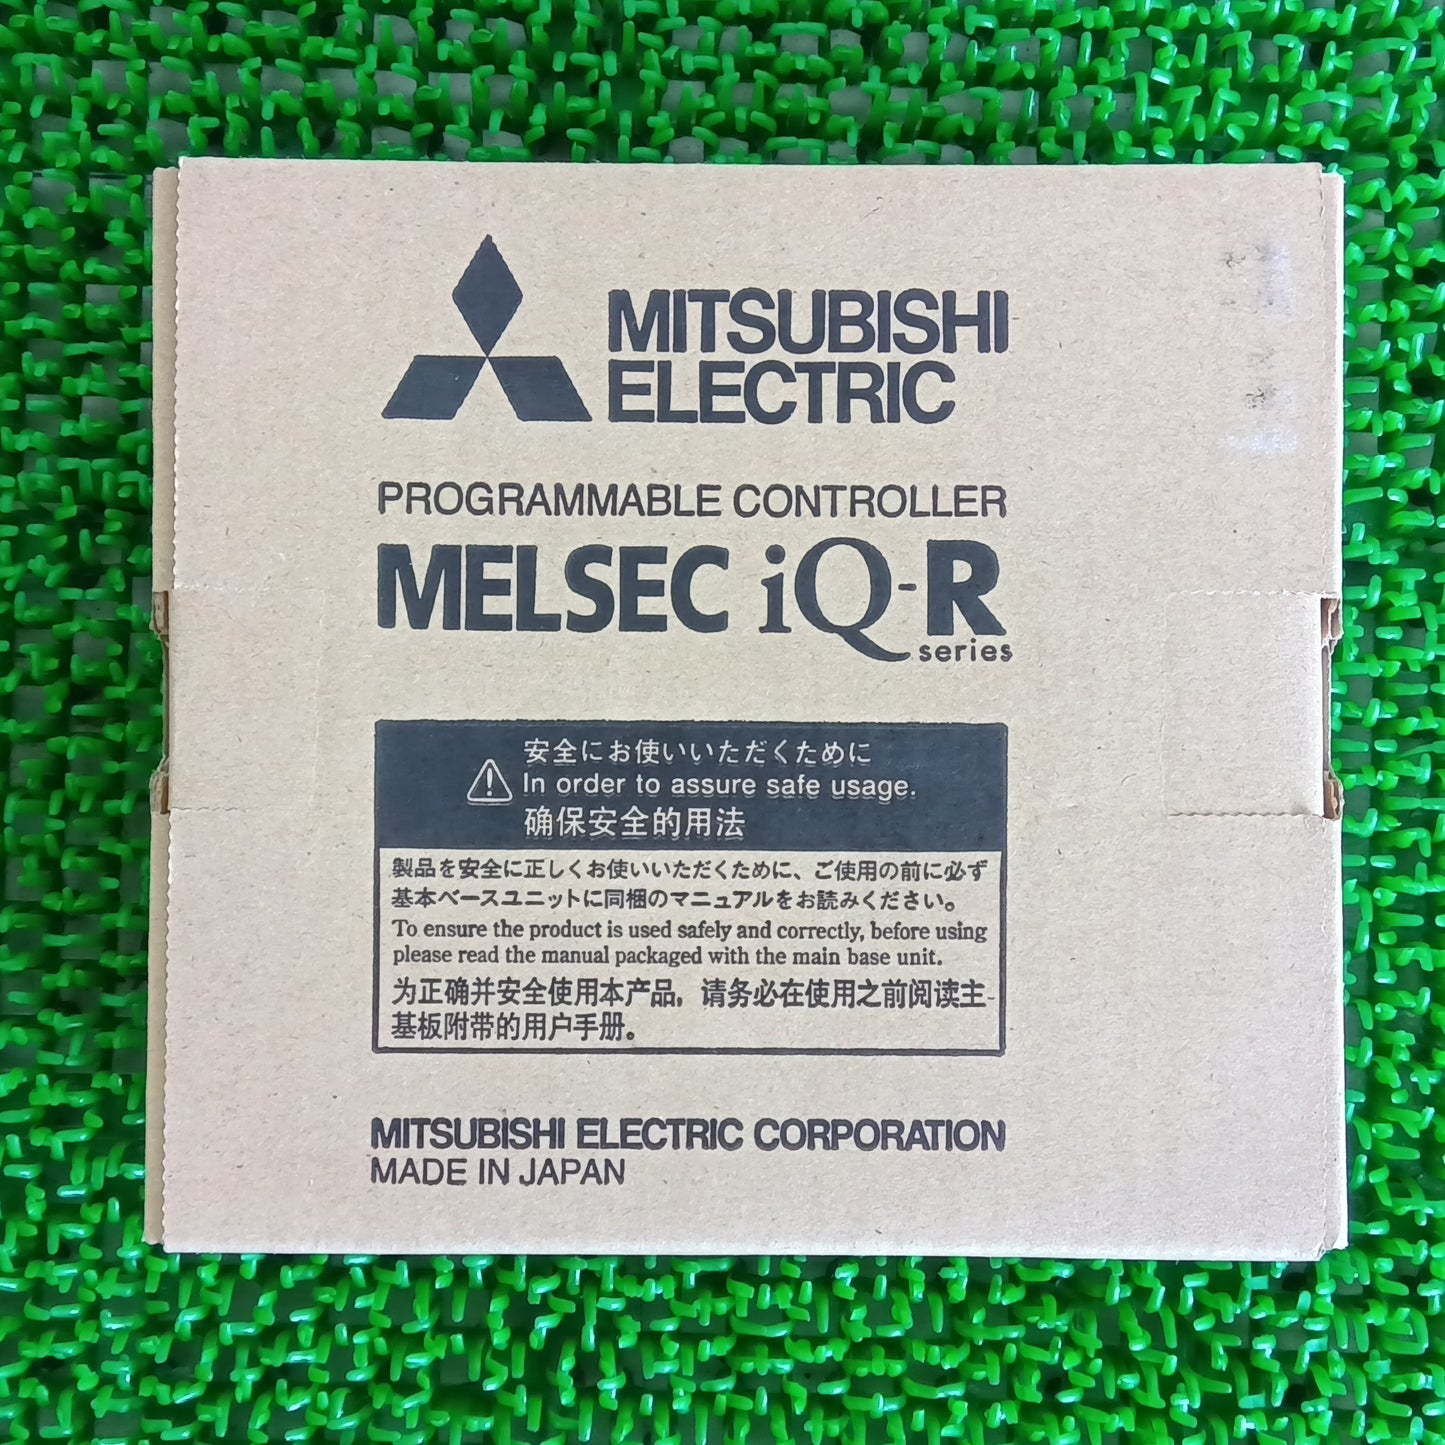 MITSUBISHI
ELECTRIC
PROGRAMMABLE CONTROLLER
MELSEC iQ-R
series
安全にお使いいただくために
In order to assure safe usage.
确保安全的用法
製品を安全に正しくお使いいただくために、ご使用の前に必ず
基本ベースユニットに同梱のマニュアルをお読みください。
To ensure the product is used safely and correctly, before using
please read the manual packaged with the main base unit.
为正确并安全使用本产品，请务必在使用之前阅读主
基板附带的用户手册。
MITSUBISHI ELECTRIC CORPORATION
MADE IN JAPAN